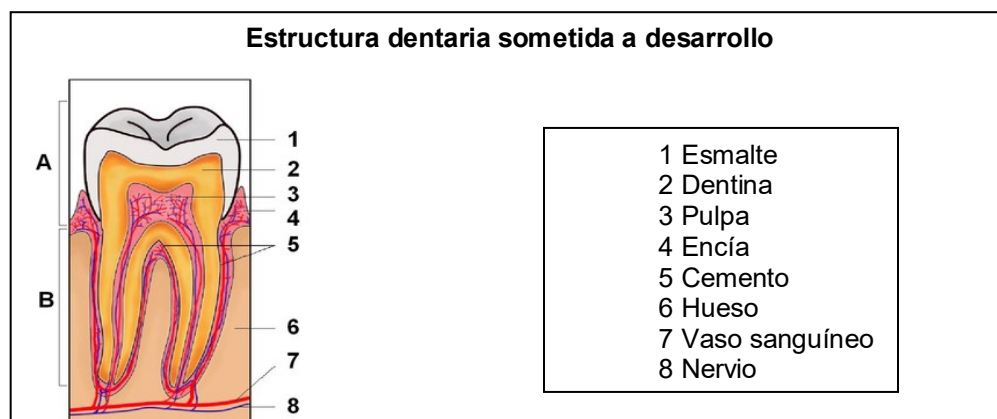 Estructura dentaria sometida a desarrollo
A
B
1
2
3
4
5
6
7
8
1 Esmalte
2 Dentina
3 Pulpa
4 Encía
5 Cemento
6 Hueso
7 Vaso sanguíneo
8 Nervio